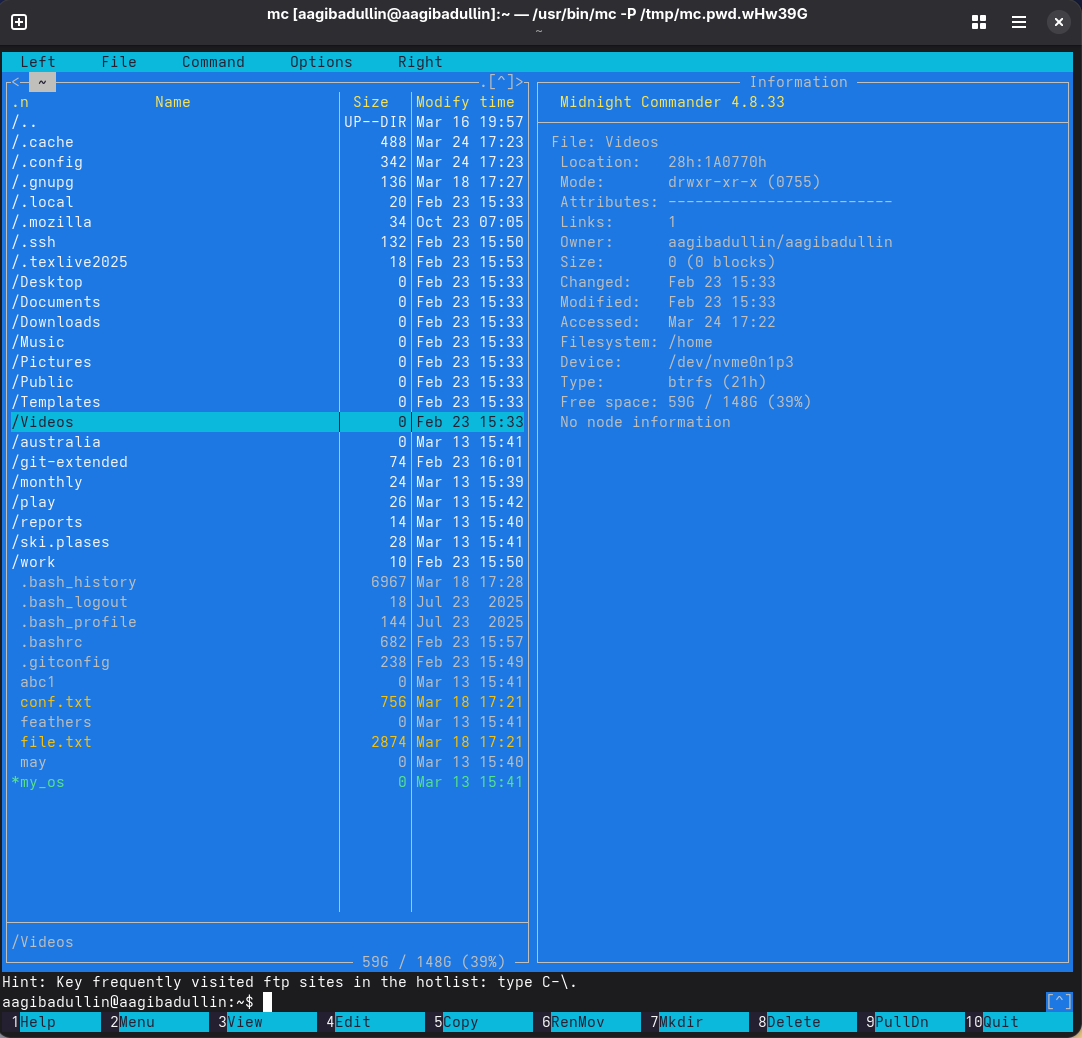 mc [aagibadullin@aagibadullin]:~ — /usr/bin/mc -P /tmp/mc.pwd.wHw39G
~
Left File Command Options Right
<─ ~ .[^]>
.n Name Size Modify time
/.. UP--DIR Mar 16 19:57
/.cache 488 Mar 24 17:23
/.config 342 Mar 24 17:23
/.gnupg 136 Mar 18 17:27
/.local 20 Feb 23 15:33
/.mozilla 34 Oct 23 07:05
/.ssh 132 Feb 23 15:50
/.texlive2025 18 Feb 23 15:53
/Desktop 0 Feb 23 15:33
/Documents 0 Feb 23 15:33
/Downloads 0 Feb 23 15:33
/Music 0 Feb 23 15:33
/Pictures 0 Feb 23 15:33
/Public 0 Feb 23 15:33
/Templates 0 Feb 23 15:33
/Videos 0 Feb 23 15:33
/australia 0 Mar 13 15:41
/git-extended 74 Feb 23 16:01
/monthly 24 Mar 13 15:39
/play 26 Mar 13 15:42
/reports 14 Mar 13 15:40
/ski.plases 28 Mar 13 15:41
/work 10 Feb 23 15:50
.bash_history 6967 Mar 18 17:28
.bash_logout 18 Jul 23 2025
.bash_profile 144 Jul 23 2025
.bashrc 682 Feb 23 15:57
.gitconfig 238 Feb 23 15:49
abc1 0 Mar 13 15:41
conf.txt 756 Mar 18 17:21
feathers 0 Mar 13 15:41
file.txt 2874 Mar 18 17:21
may 0 Mar 13 15:40
*my_os 0 Mar 13 15:41
/Videos
59G / 148G (39%)
Information
Midnight Commander 4.8.33
File: Videos
Location: 28h:1A0770h
Mode: drwxr-xr-x (0755)
Attributes: -------------------------
Links: 1
Owner: aagibadullin/aagibadullin
Size: 0 (0 blocks)
Changed: Feb 23 15:33
Modified: Feb 23 15:33
Accessed: Mar 24 17:22
Filesystem: /home
Device: /dev/nvme0n1p3
Type: btrfs (21h)
Free space: 59G / 148G (39%)
No node information
Hint: Key frequently visited ftp sites in the hotlist: type C-\.
aagibadullin@aagibadullin:~$ [^]
1Help 2Menu 3View 4Edit 5Copy 6RenMov 7Mkdir 8Delete 9PullDn 10Quit